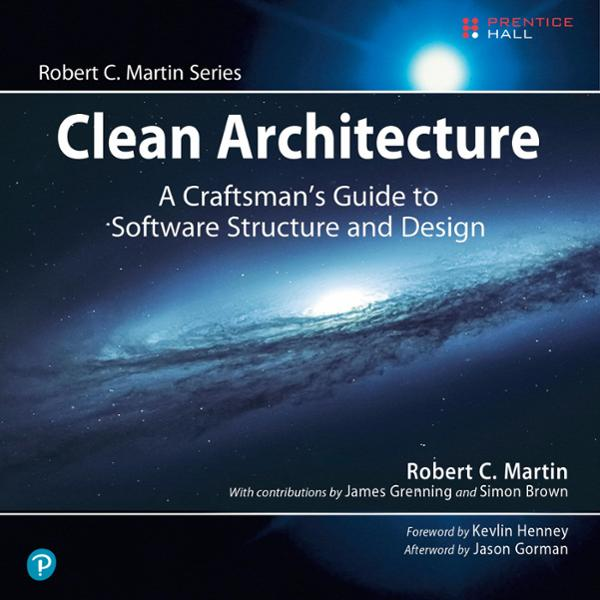 PRENTICE
HALL
Robert C. Martin Series
Clean Architecture
A Craftsman's Guide to
Software Structure and Design
Robert C. Martin
With contributions by James Grenning and Simon Brown
Foreword by Kevlin Henney
Afterword by Jason Gorman
P